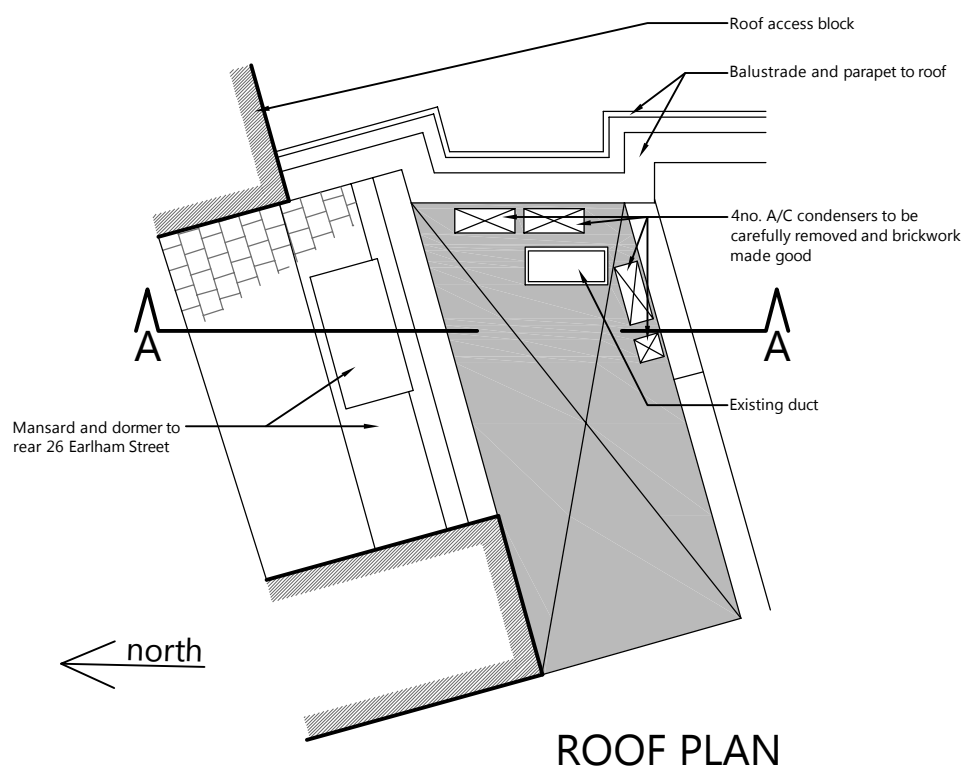 Roof access block
Balustrade and parapet to roof
4no. A/C condensers to be
carefully removed and brickwork
made good
A
A
Existing duct
Mansard and dormer to
rear 26 Earlham Street
north
ROOF PLAN